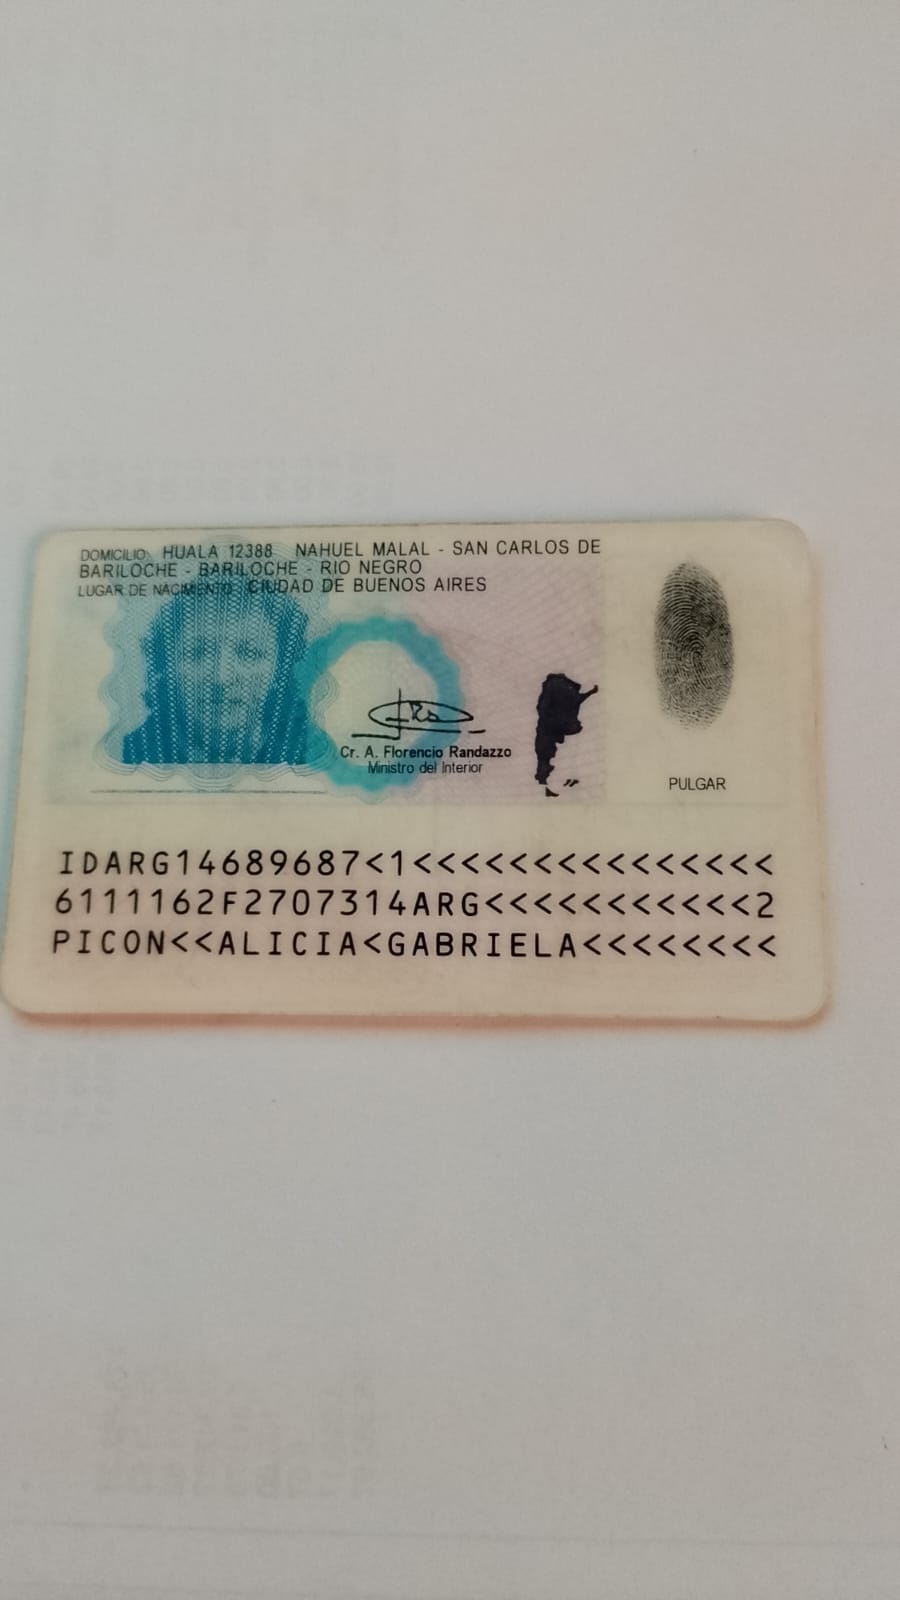 DOMICILIO: HUALA 12388 NAHUEL MALAL - SAN CARLOS DE
BARILOCHE - BARILOCHE - RIO NEGRO
LUGAR DE NACIMIENTO: CIUDAD DE BUENOS AIRES
Cr. A. Florencio Randazzo
Ministro del Interior
PULGAR
IDARG14689687<1<<<<<<<<<<<<<<<
6111162F2707314ARG<<<<<<<<<<<2
PICON<<ALICIA<GABRIELA<<<<<<<<